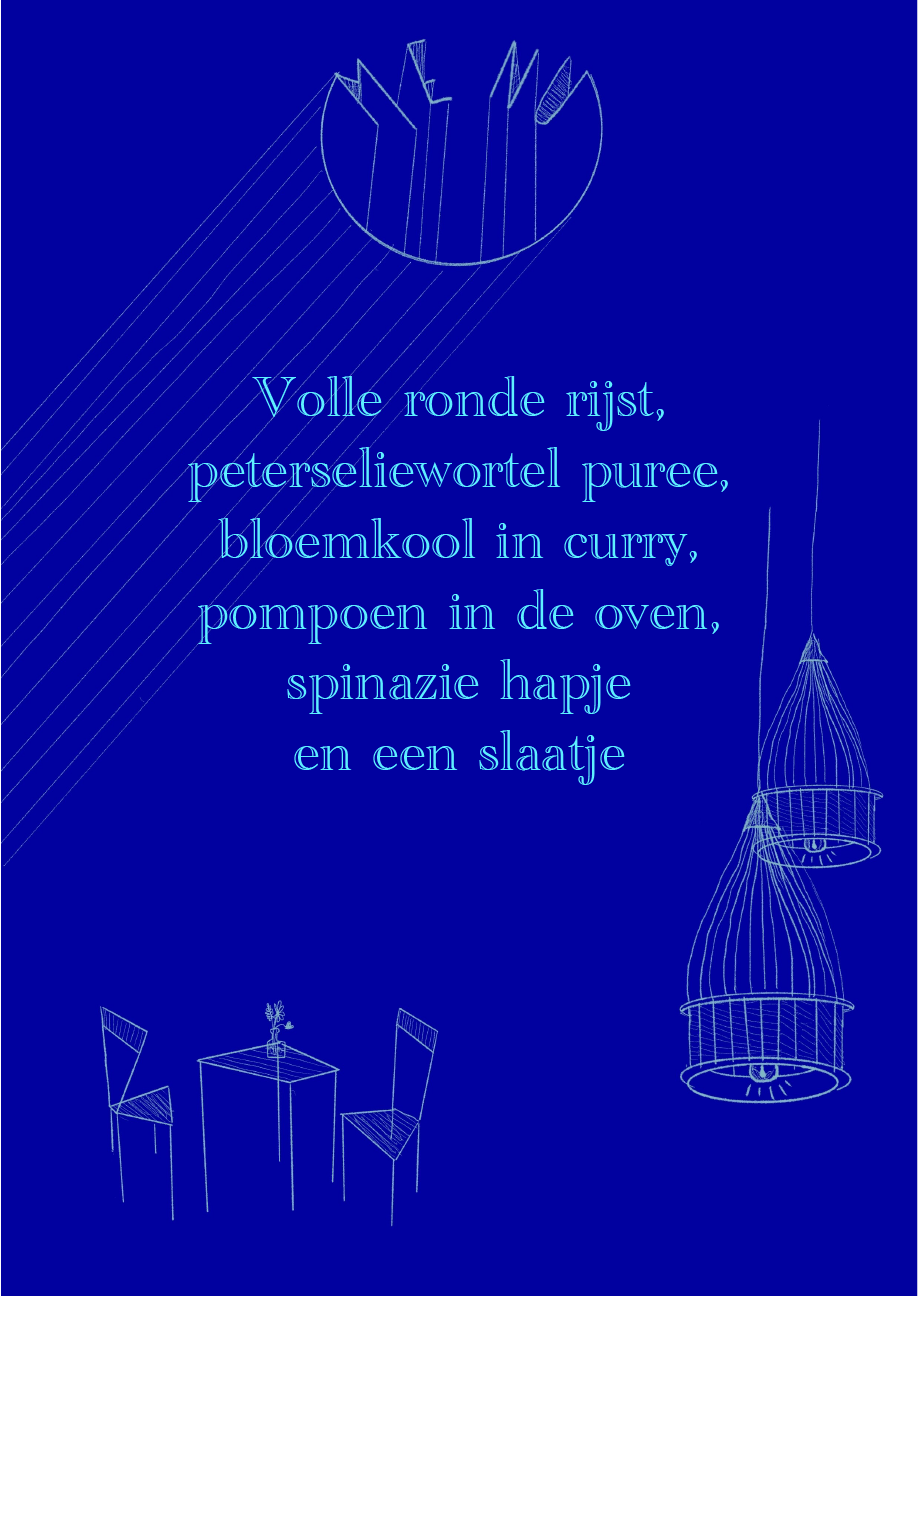 Volle ronde rijst,
peterseliewortel puree,
bloemkool in curry,
pompoen in de oven,
spinazie hapje
en een slaatje